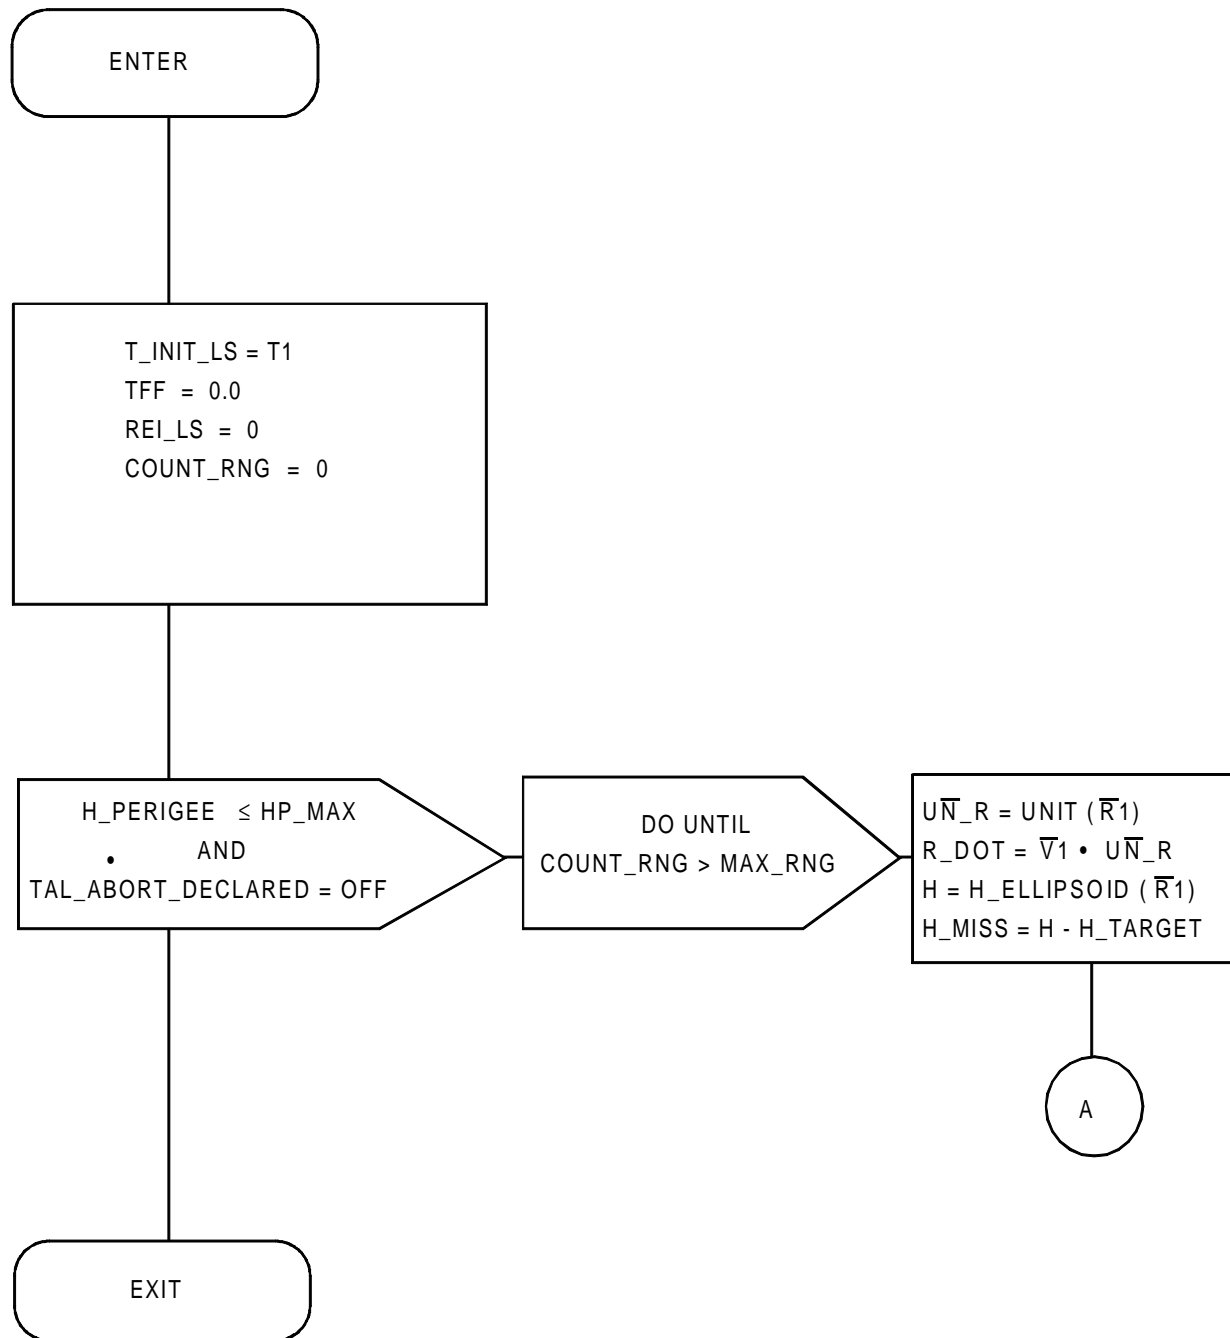 ENTER
T_INIT_LS = T1
TFF = 0.0
REI_LS = 0
COUNT_RNG = 0
H_PERIGEE ≤ HP_MAX
• AND
TAL_ABORT_DECLARED = OFF
DO UNTIL
COUNT_RNG > MAX_RNG
UN̅_R = UNIT (R̅1)
R_DOT = V̅1 • UN̅_R
H = H_ELLIPSOID (R̅1)
H_MISS = H - H_TARGET
A
EXIT